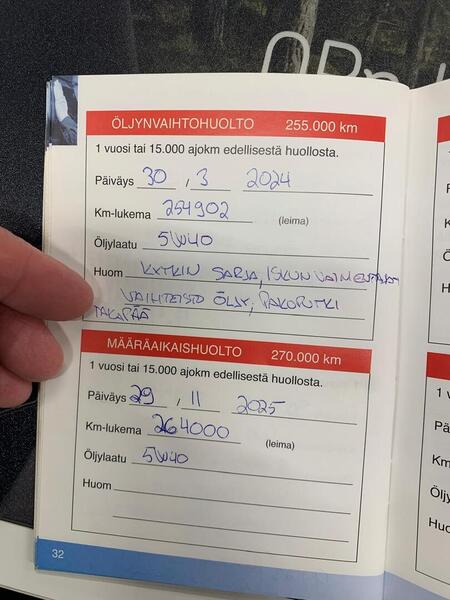 ÖLJYNVAIHTOHUOLTO 255.000 km
1 vuosi tai 15.000 ajokm edellisestä huollosta.
Päiväys 30 , 3 2024
Km-lukema 254902 (leima)
Öljylaatu 5W40
Huom KYTKIN SARJA, ISKUNVAIMENTAJAT
VAIHTEISTO ÖLJY, PAKOPUTKI
TAKAPÄÄ
MÄÄRÄAIKAISHUOLTO 270.000 km
1 vuosi tai 15.000 ajokm edellisestä huollosta.
Päiväys 29 , 11 2025
Km-lukema 264000 (leima)
Öljylaatu 5W40
Huom
32